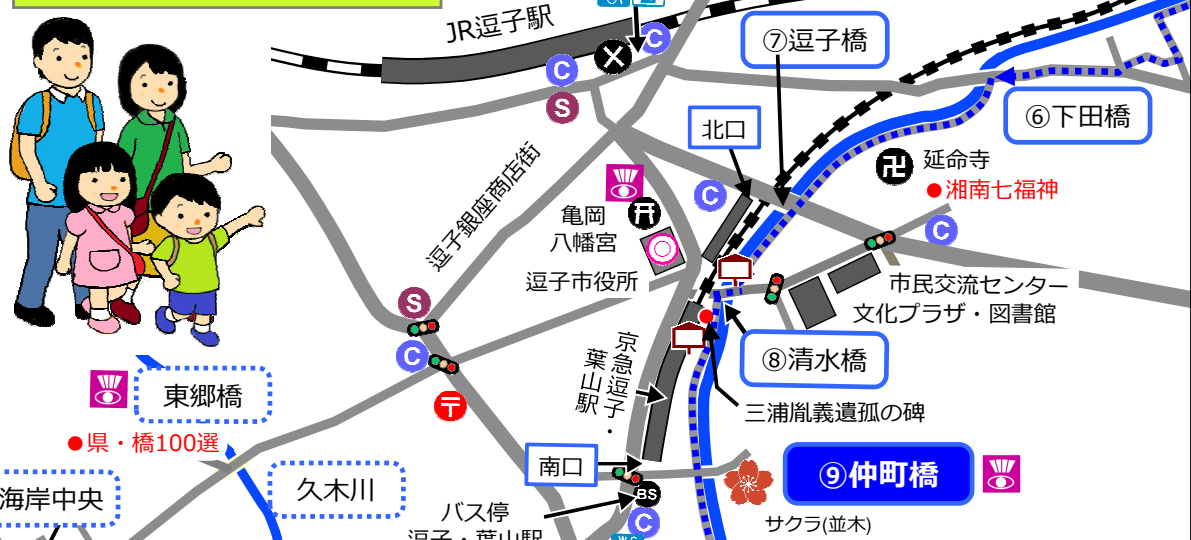 JR逗子駅
⑦逗子橋
C
C
S
⑥下田橋
北口
延命寺
●湘南七福神
C
亀岡
八幡宮
逗子銀座商店街
C
逗子市役所
市民交流センター
文化プラザ・図書館
S
C
京急逗子・
葉山駅
⑧清水橋
三浦胤義遺孤の碑
東郷橋
●県・橋100選
〒
南口
⑨仲町橋
海岸中央
久木川
BS
バス停
逗子・葉山駅
C
サクラ(並木)